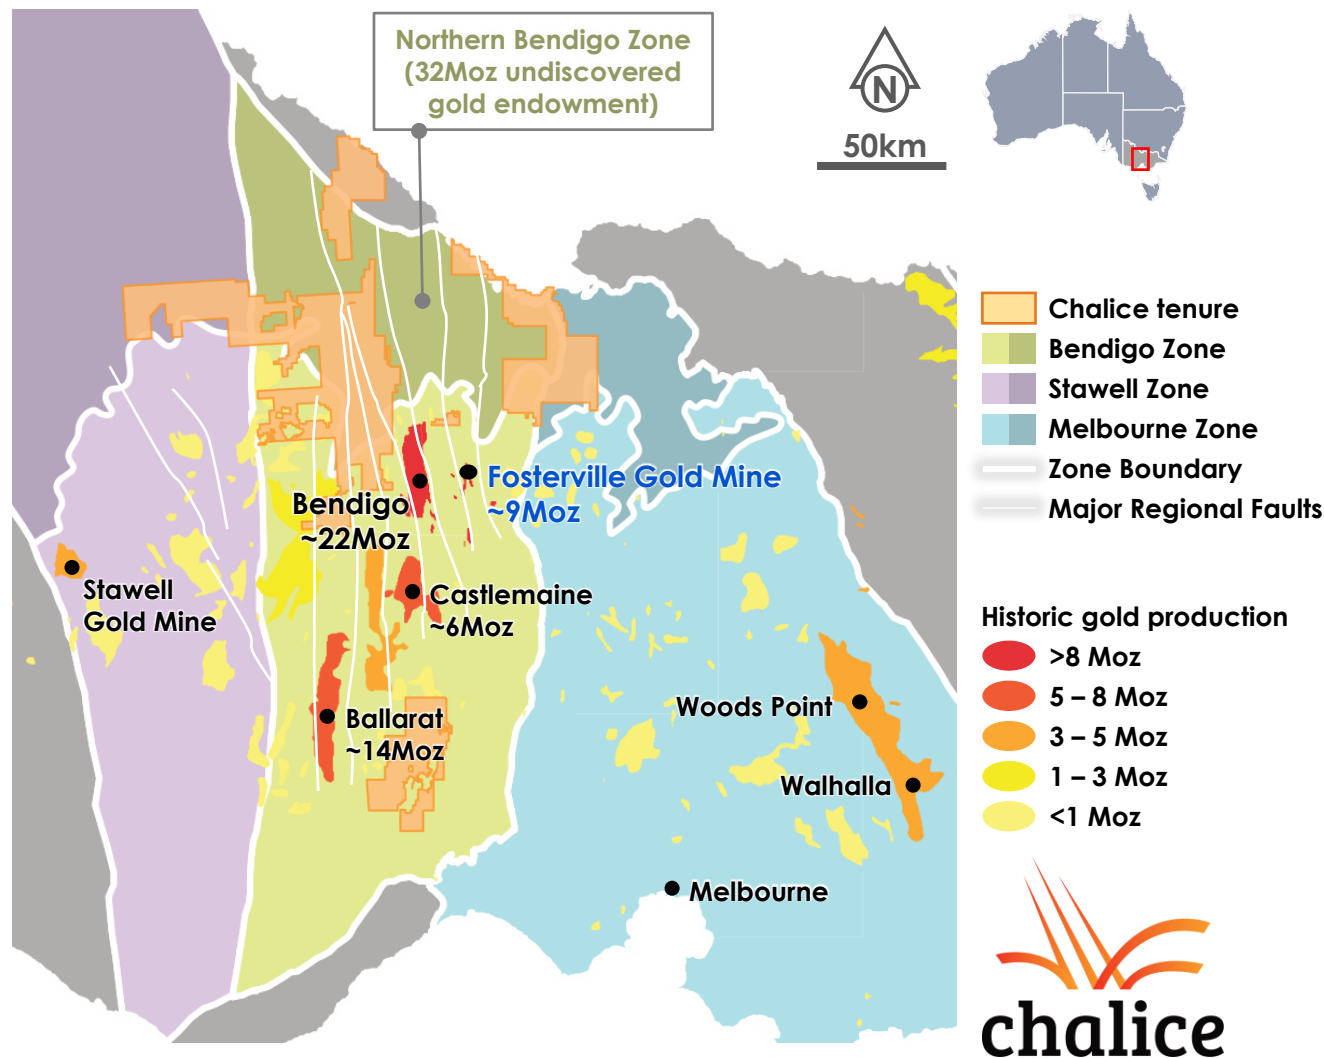 Northern Bendigo Zone
(32Moz undiscovered
gold endowment)
N
50km
Chalice tenure
Bendigo Zone
Stawell Zone
Melbourne Zone
Zone Boundary
Major Regional Faults
Fosterville Gold Mine
~9Moz
Bendigo
~22Moz
Stawell
Gold Mine
Castlemaine
~6Moz
Ballarat
~14Moz
Woods Point
Walhalla
Melbourne
Historic gold production
>8 Moz
5 – 8 Moz
3 – 5 Moz
1 – 3 Moz
<1 Moz
chalice